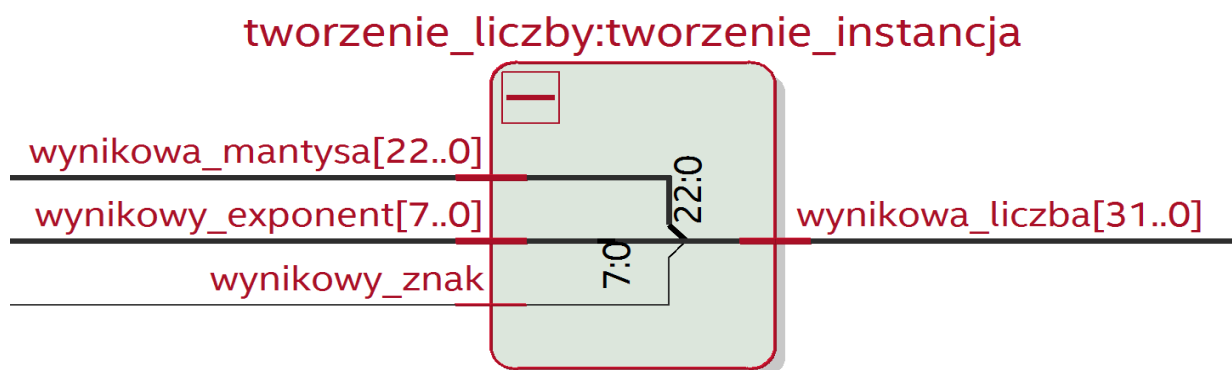 tworzenie_liczby:tworzenie_instancja
wynikowa_mantysa[22..0]
22:0
wynikowy_exponent[7..0]
wynikowa_liczba[31..0]
7:0
wynikowy_znak